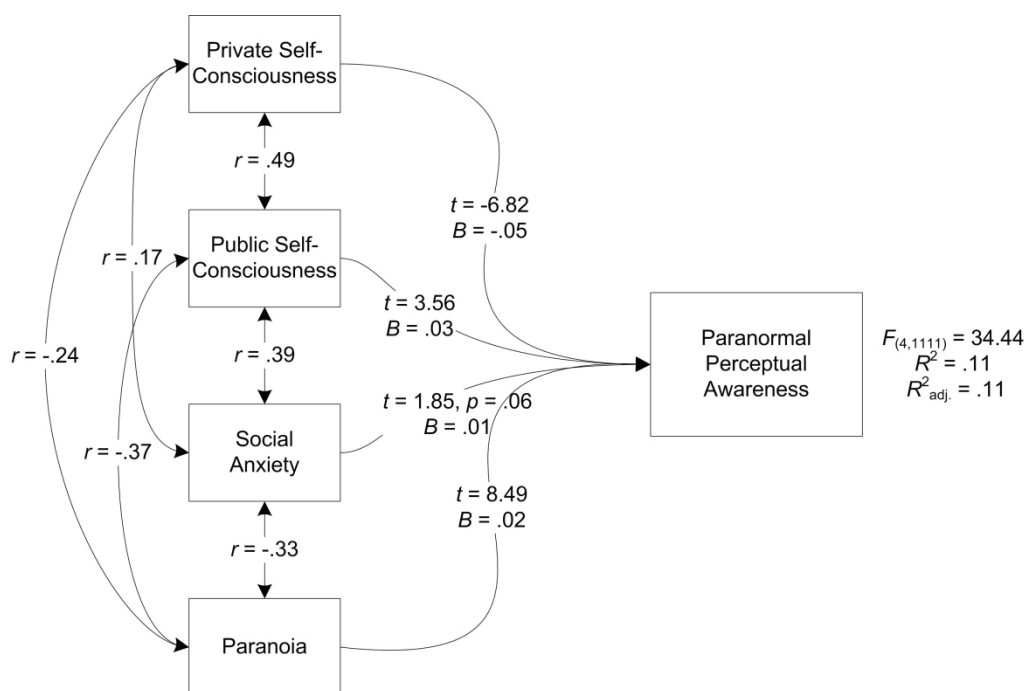 Private Self-
Consciousness
r = .49
t = -6.82
B = -.05
Public Self-
Consciousness
r = .17
t = 3.56
B = .03
Paranormal
Perceptual
Awareness
F(4,1111) = 34.44
R² = .11
R²adj. = .11
r = -.24
r = .39
t = 1.85, p = .06
B = .01
Social
Anxiety
r = -.37
t = 8.49
B = .02
r = -.33
Paranoia